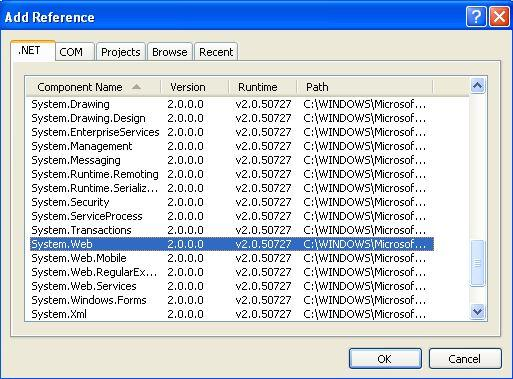 Add Reference
.NET COM Projects Browse Recent
Component Name Version Runtime Path
System.Drawing 2.0.0.0 v2.0.50727 C:\WINDOWS\Microsof...
System.Drawing.Design 2.0.0.0 v2.0.50727 C:\WINDOWS\Microsof...
System.EnterpriseServices 2.0.0.0 v2.0.50727 C:\WINDOWS\Microsof...
System.Management 2.0.0.0 v2.0.50727 C:\WINDOWS\Microsof...
System.Messaging 2.0.0.0 v2.0.50727 C:\WINDOWS\Microsof...
System.Runtime.Remoting 2.0.0.0 v2.0.50727 C:\WINDOWS\Microsof...
System.Runtime.Serializ... 2.0.0.0 v2.0.50727 C:\WINDOWS\Microsof...
System.Security 2.0.0.0 v2.0.50727 C:\WINDOWS\Microsof...
System.ServiceProcess 2.0.0.0 v2.0.50727 C:\WINDOWS\Microsof...
System.Transactions 2.0.0.0 v2.0.50727 C:\WINDOWS\Microsof...
System.Web 2.0.0.0 v2.0.50727 C:\WINDOWS\Microsof...
System.Web.Mobile 2.0.0.0 v2.0.50727 C:\WINDOWS\Microsof...
System.Web.RegularEx... 2.0.0.0 v2.0.50727 C:\WINDOWS\Microsof...
System.Web.Services 2.0.0.0 v2.0.50727 C:\WINDOWS\Microsof...
System.Windows.Forms 2.0.0.0 v2.0.50727 C:\WINDOWS\Microsof...
System.Xml 2.0.0.0 v2.0.50727 C:\WINDOWS\Microsof...
OK Cancel